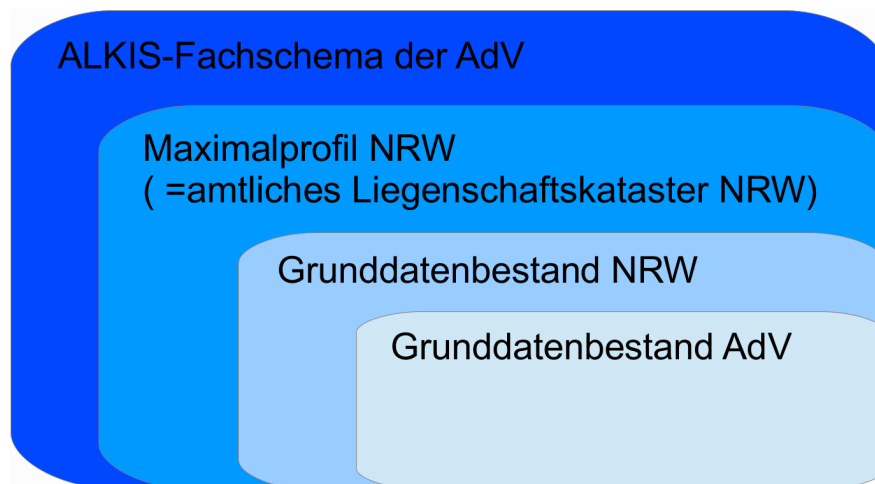 ALKIS-Fachschema der AdV
Maximalprofil NRW
( =amtliches Liegenschaftskataster NRW)
Grunddatenbestand NRW
Grunddatenbestand AdV